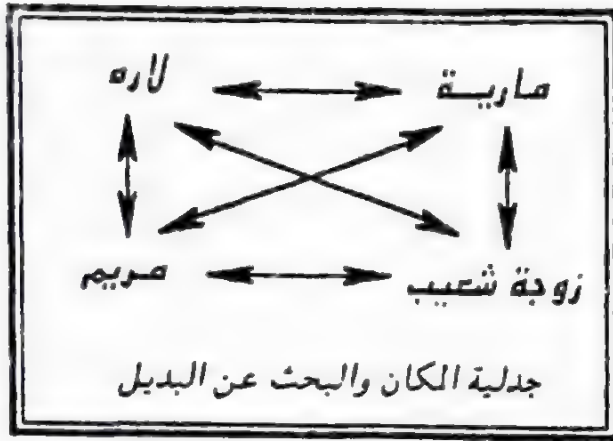 مارية لاره
زوجة شعيب مريم
جدلية المكان والبحث عن البديل